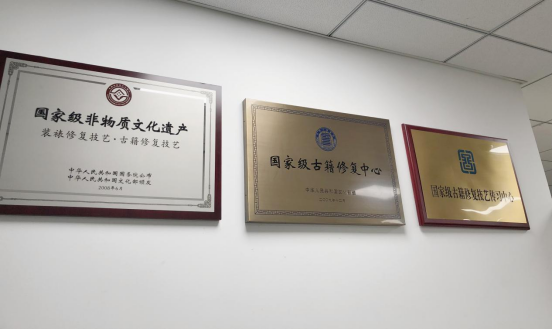 国家级非物质文化遗产
装裱修复技艺·古籍修复技艺
中华人民共和国国务院公布
中华人民共和国文化部颁发
国家级古籍修复中心
国家级古籍修复技艺传习中心